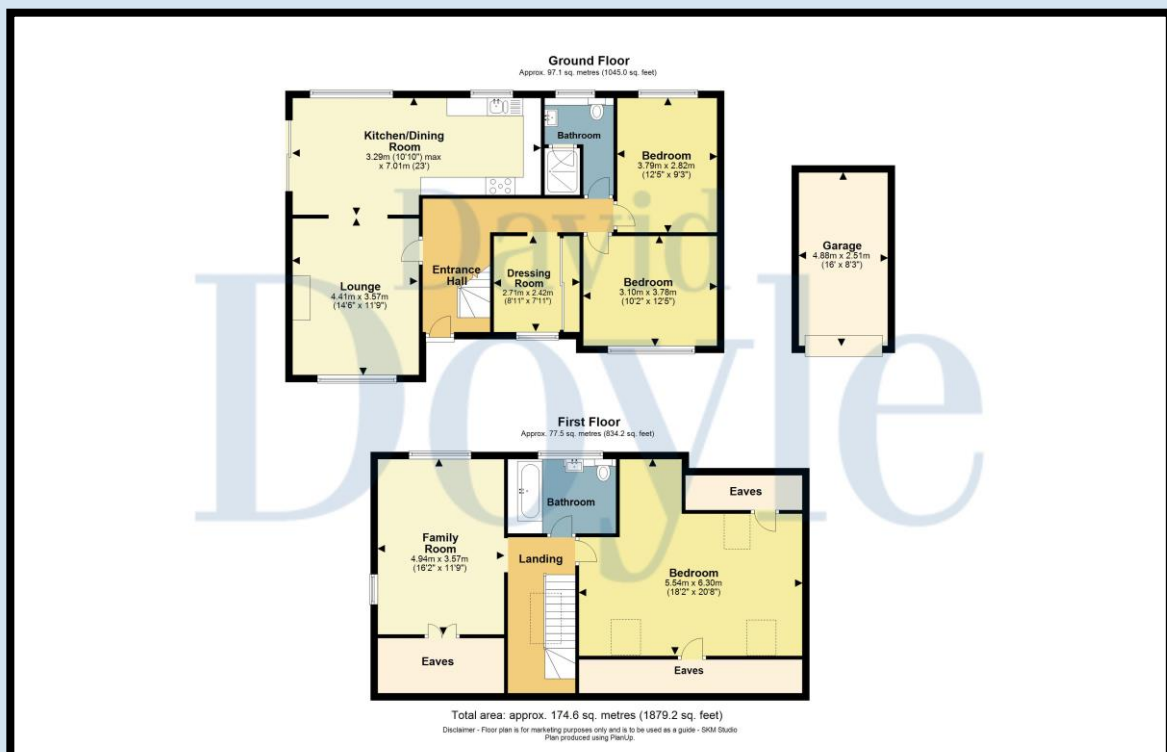 Ground Floor
Approx. 97.1 sq. metres (1045.0 sq. feet)
Kitchen/Dining
Room
3.29m (10'10") max
x 7.01m (23')
Bathroom
Bedroom
3.79m x 2.82m
(12'5" x 9'3")
Lounge
4.41m x 3.57m
(14'6" x 11'9")
Entrance
Hall
Dressing
Room
2.71m x 2.42m
(8'11" x 7'11")
Bedroom
3.10m x 3.78m
(10'2" x 12'5")
Garage
4.88m x 2.51m
(16' x 8'3")
David
Doyle
First Floor
Approx. 77.5 sq. metres (834.2 sq. feet)
Family
Room
4.94m x 3.57m
(16'2" x 11'9")
Bathroom
Landing
Eaves
Bedroom
5.54m x 6.30m
(18'2" x 20'8")
Eaves
Eaves
Total area: approx. 174.6 sq. metres (1879.2 sq. feet)
Disclaimer - Floor plan is for marketing purposes only and is to be used as a guide - SKM Studio
Plan produced using PlanUp.